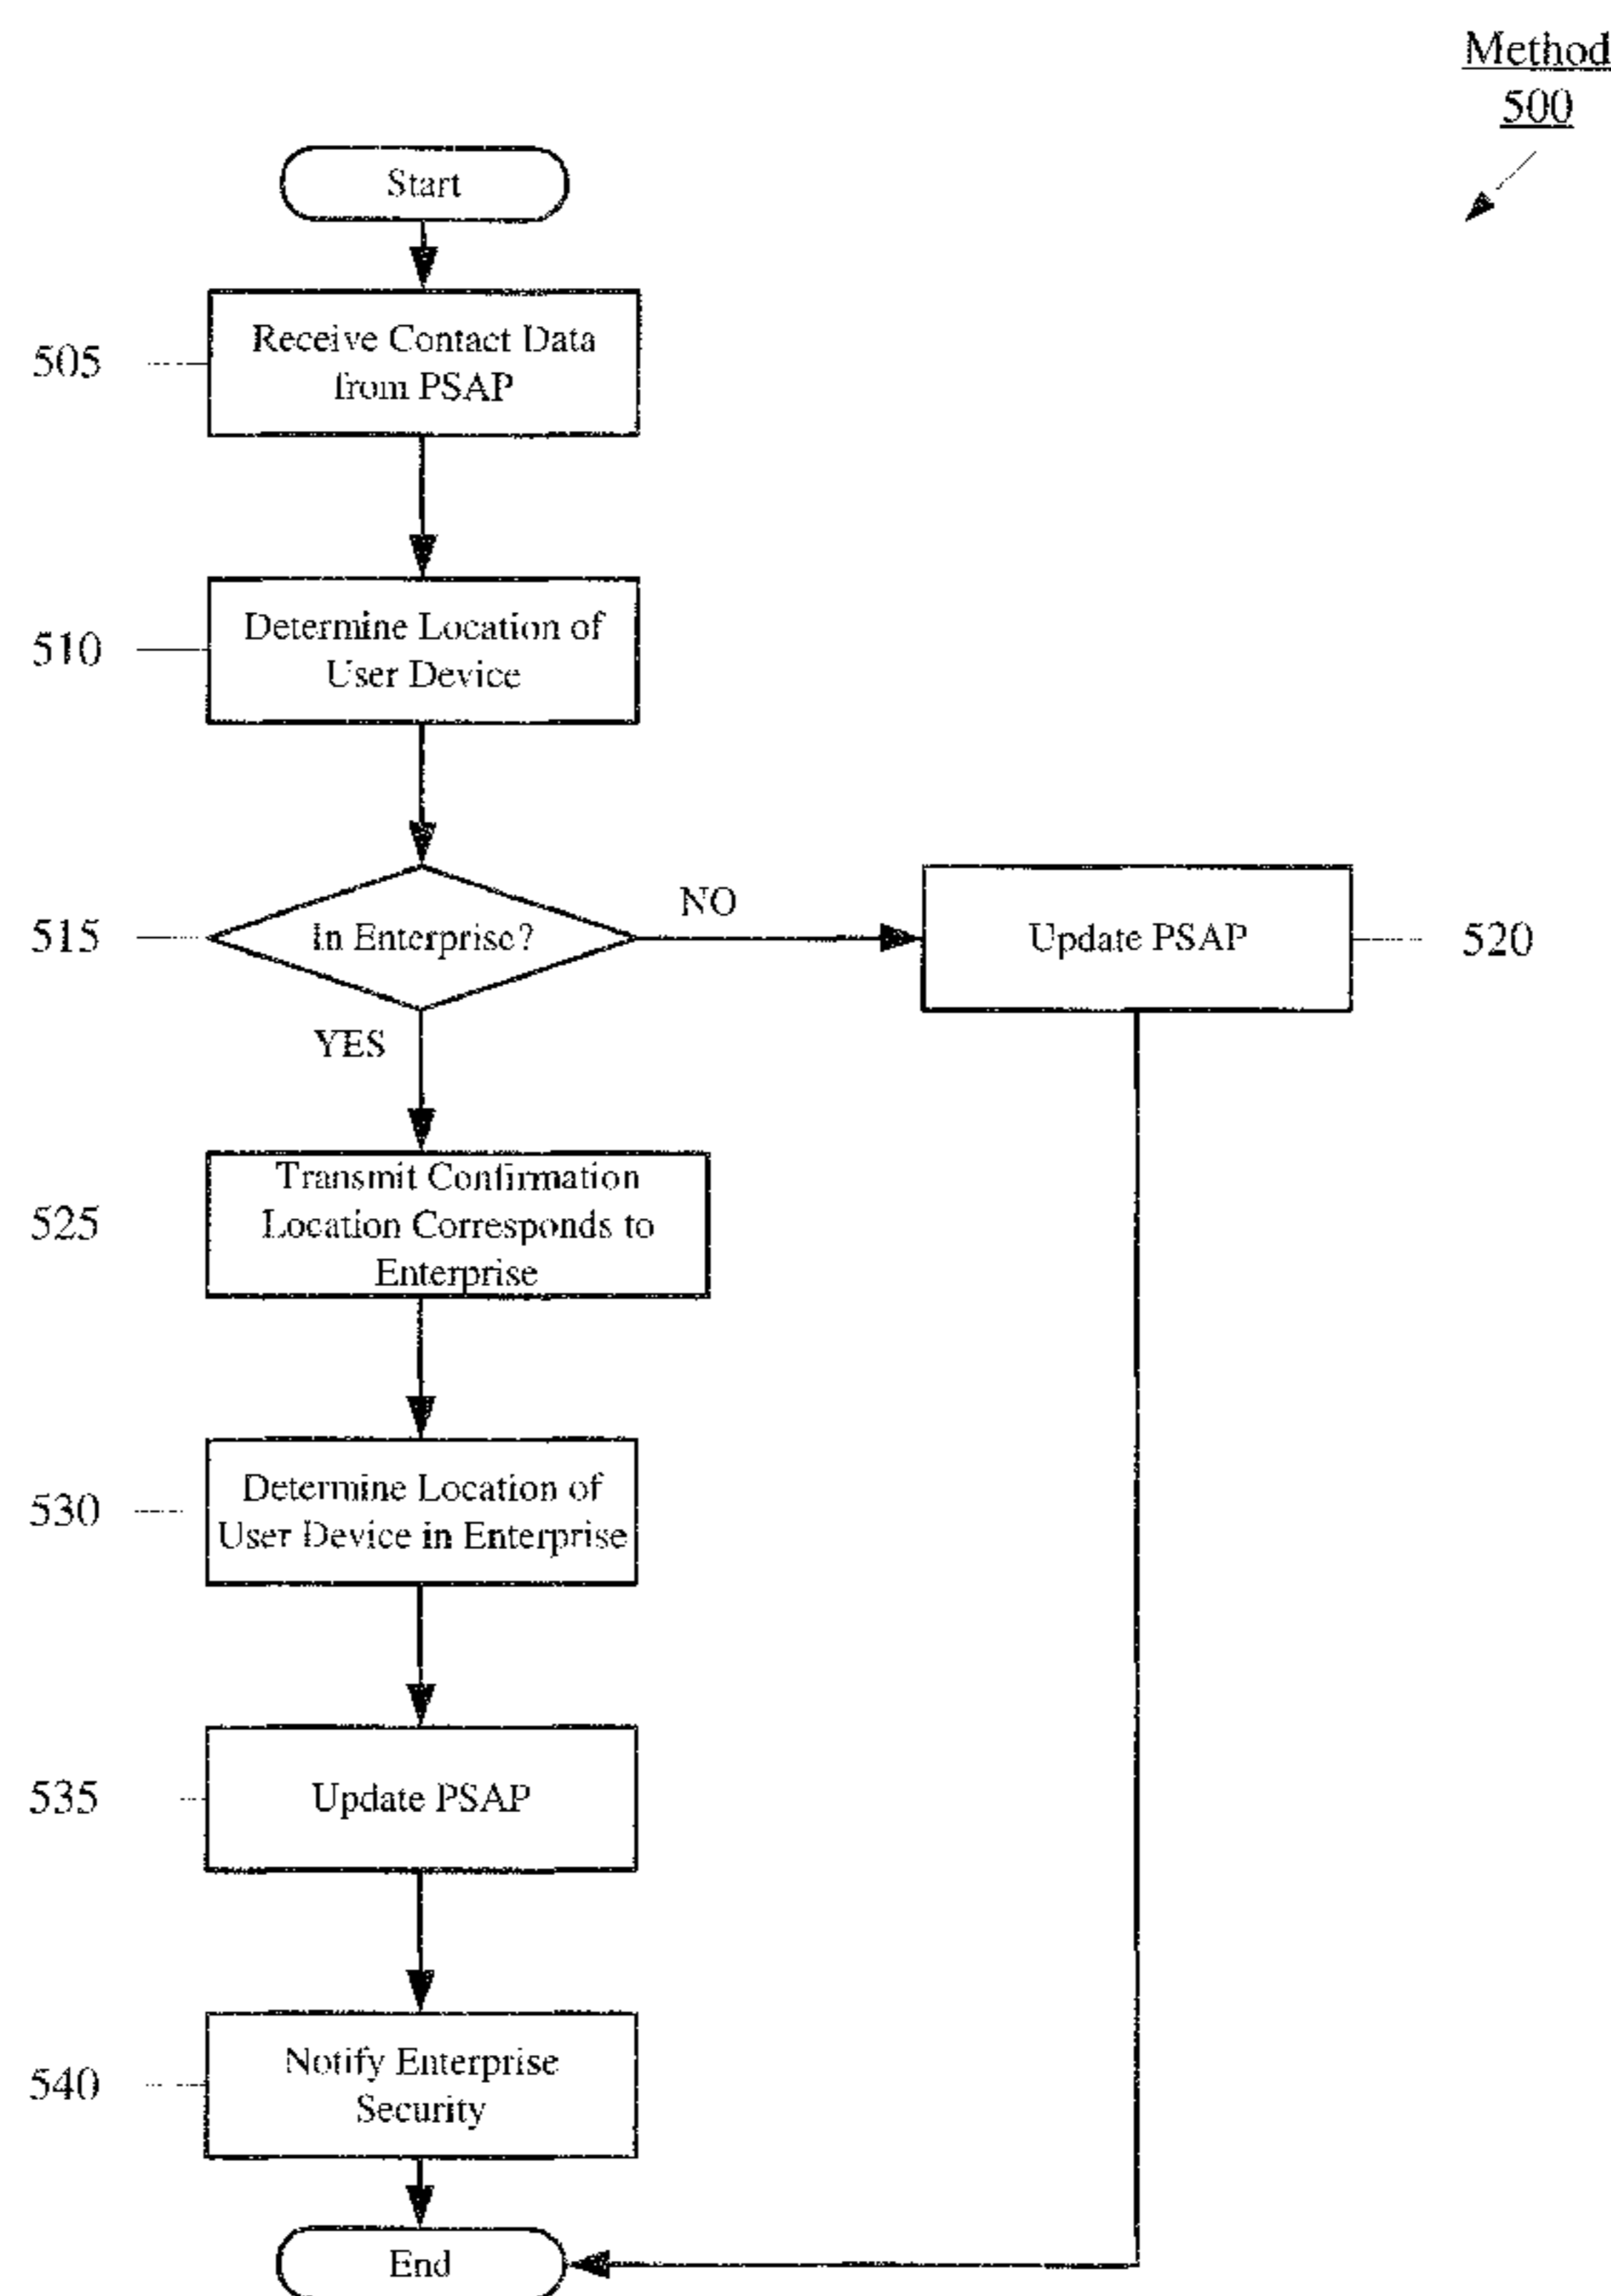 Method
500
Start
505
Receive Contact Data
from PSAP
510
Determine Location of
User Device
515
In Enterprise?
NO
Update PSAP
520
YES
525
Transmit Confirmation
Location Corresponds to
Enterprise
530
Determine Location of
User Device in Enterprise
535
Update PSAP
540
Notify Enterprise
Security
End